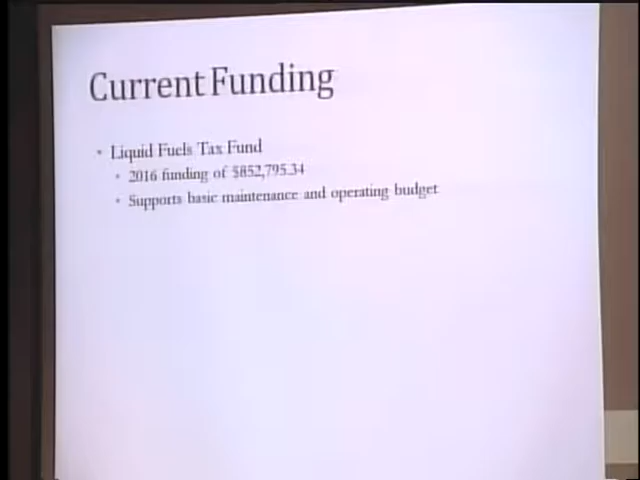 Current Funding
• Liquid Fuels Tax Fund
• 2016 funding of $852,795.34
• Supports basic maintenance and operating budget